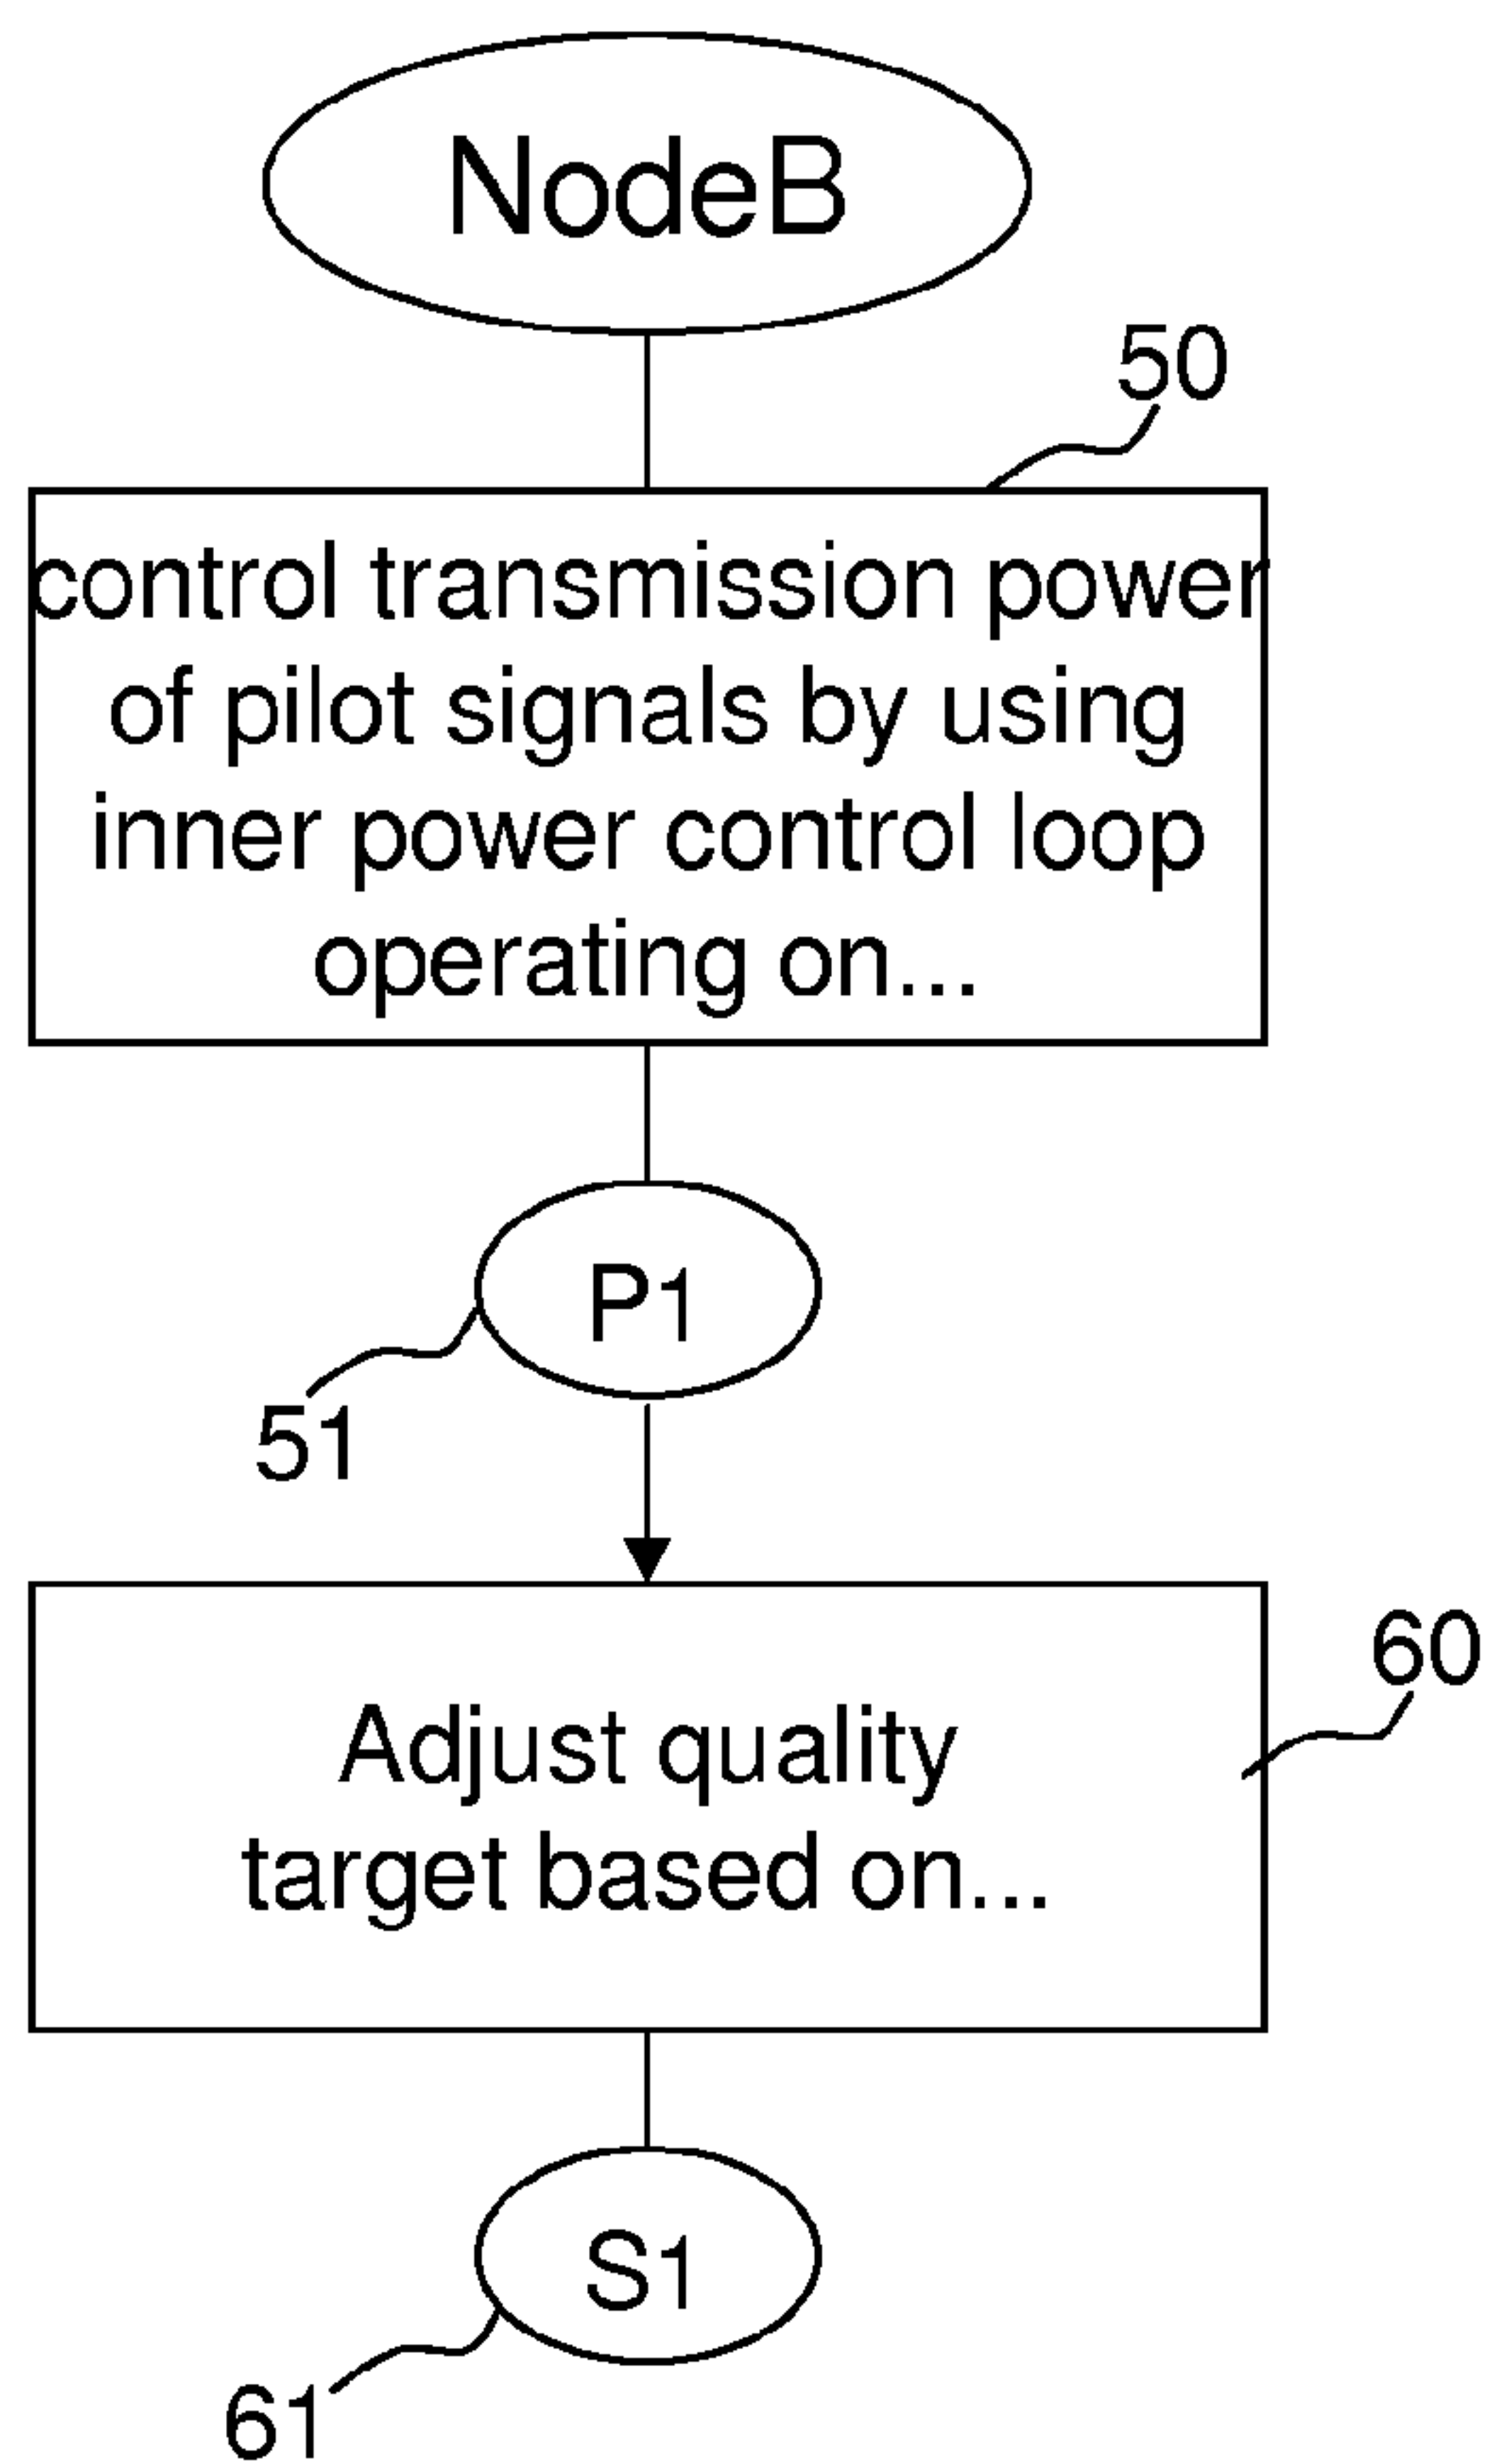 NodeB
50
control transmission power
of pilot signals by using
inner power control loop
operating on...
P1
51
60
Adjust quality
target based on...
S1
61